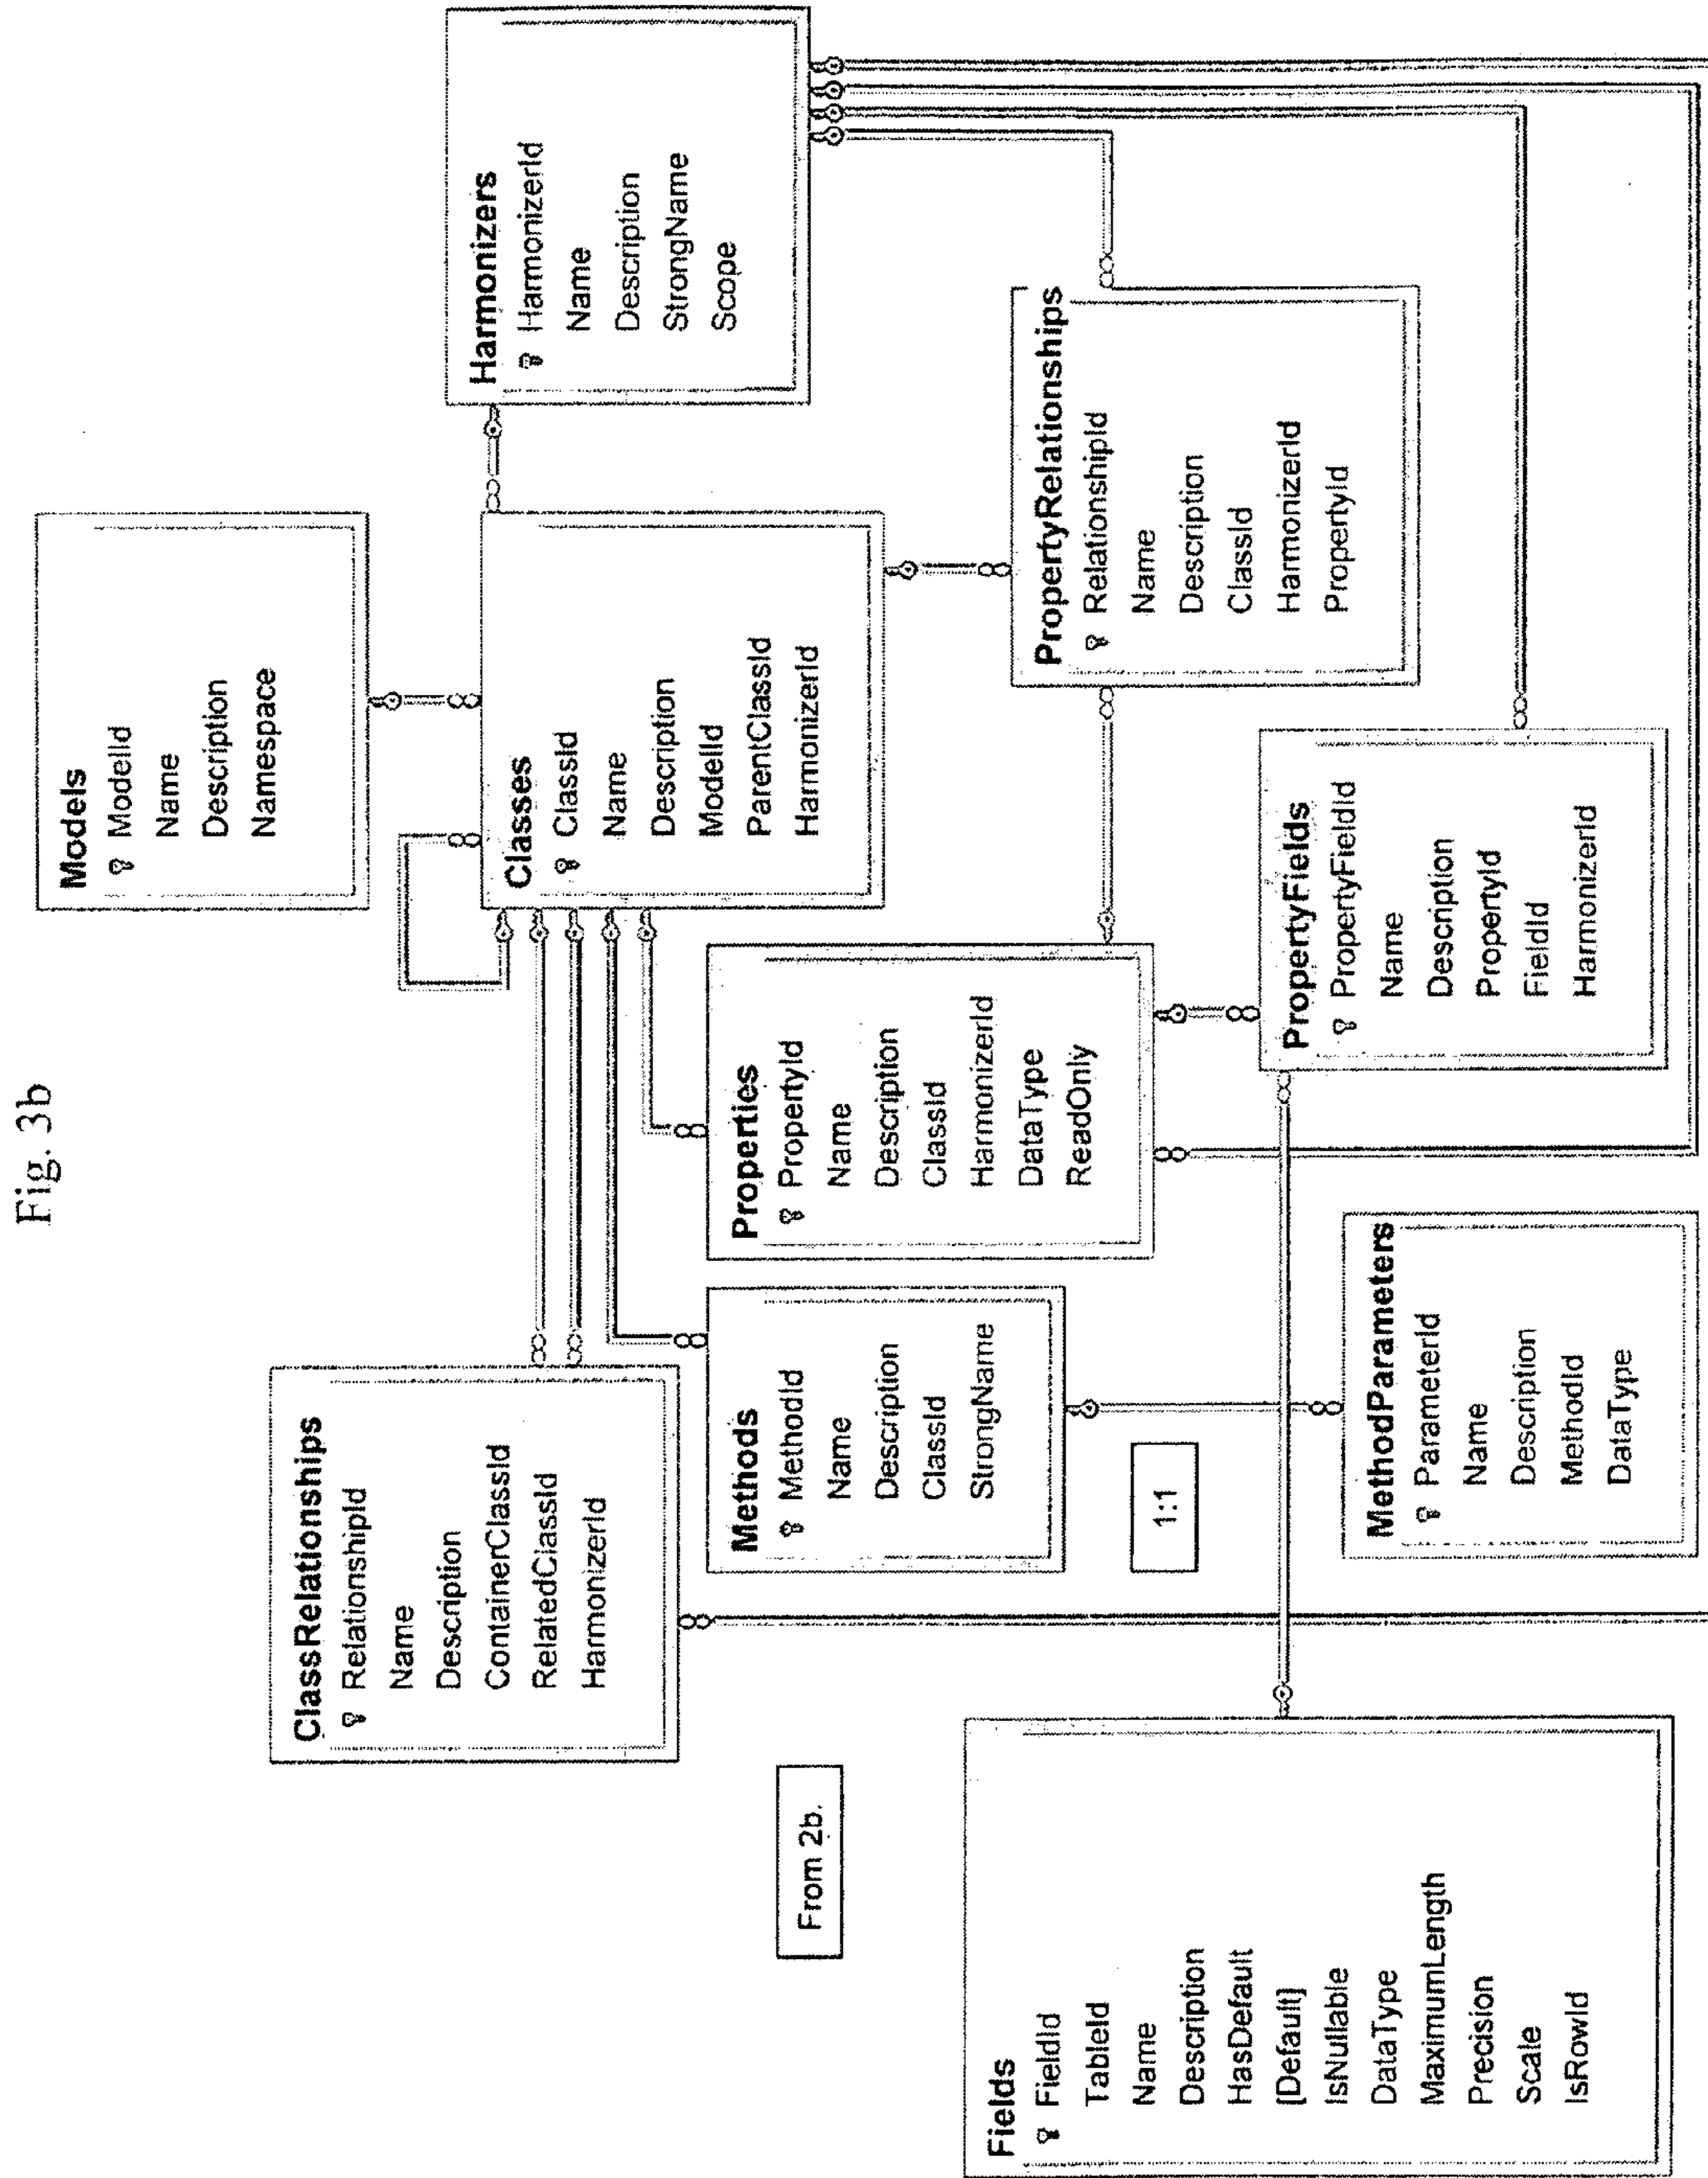 Fig. 3b
Models
ModelId
Name
Description
Namespace
Harmonizers
HarmonizerId
Name
Description
StrongName
Scope
Classes
ClassId
Name
Description
ModelId
ParentClassId
HarmonizerId
ClassRelationships
RelationshipId
Name
Description
ContainerClassId
RelatedClassId
HarmonizerId
Methods
MethodId
Name
Description
ClassId
StrongName
Properties
PropertyId
Name
Description
ClassId
HarmonizerId
DataType
ReadOnly
PropertyRelationships
RelationshipId
Name
Description
ClassId
HarmonizerId
PropertyId
From 2b.
1:1
Fields
FieldId
TableId
Name
Description
HasDefault
[Default]
IsNullable
DataType
MaximumLength
Precision
Scale
IsRowId
MethodParameters
ParameterId
Name
Description
MethodId
DataType
PropertyFields
PropertyFieldId
Name
Description
PropertyId
FieldId
HarmonizerId